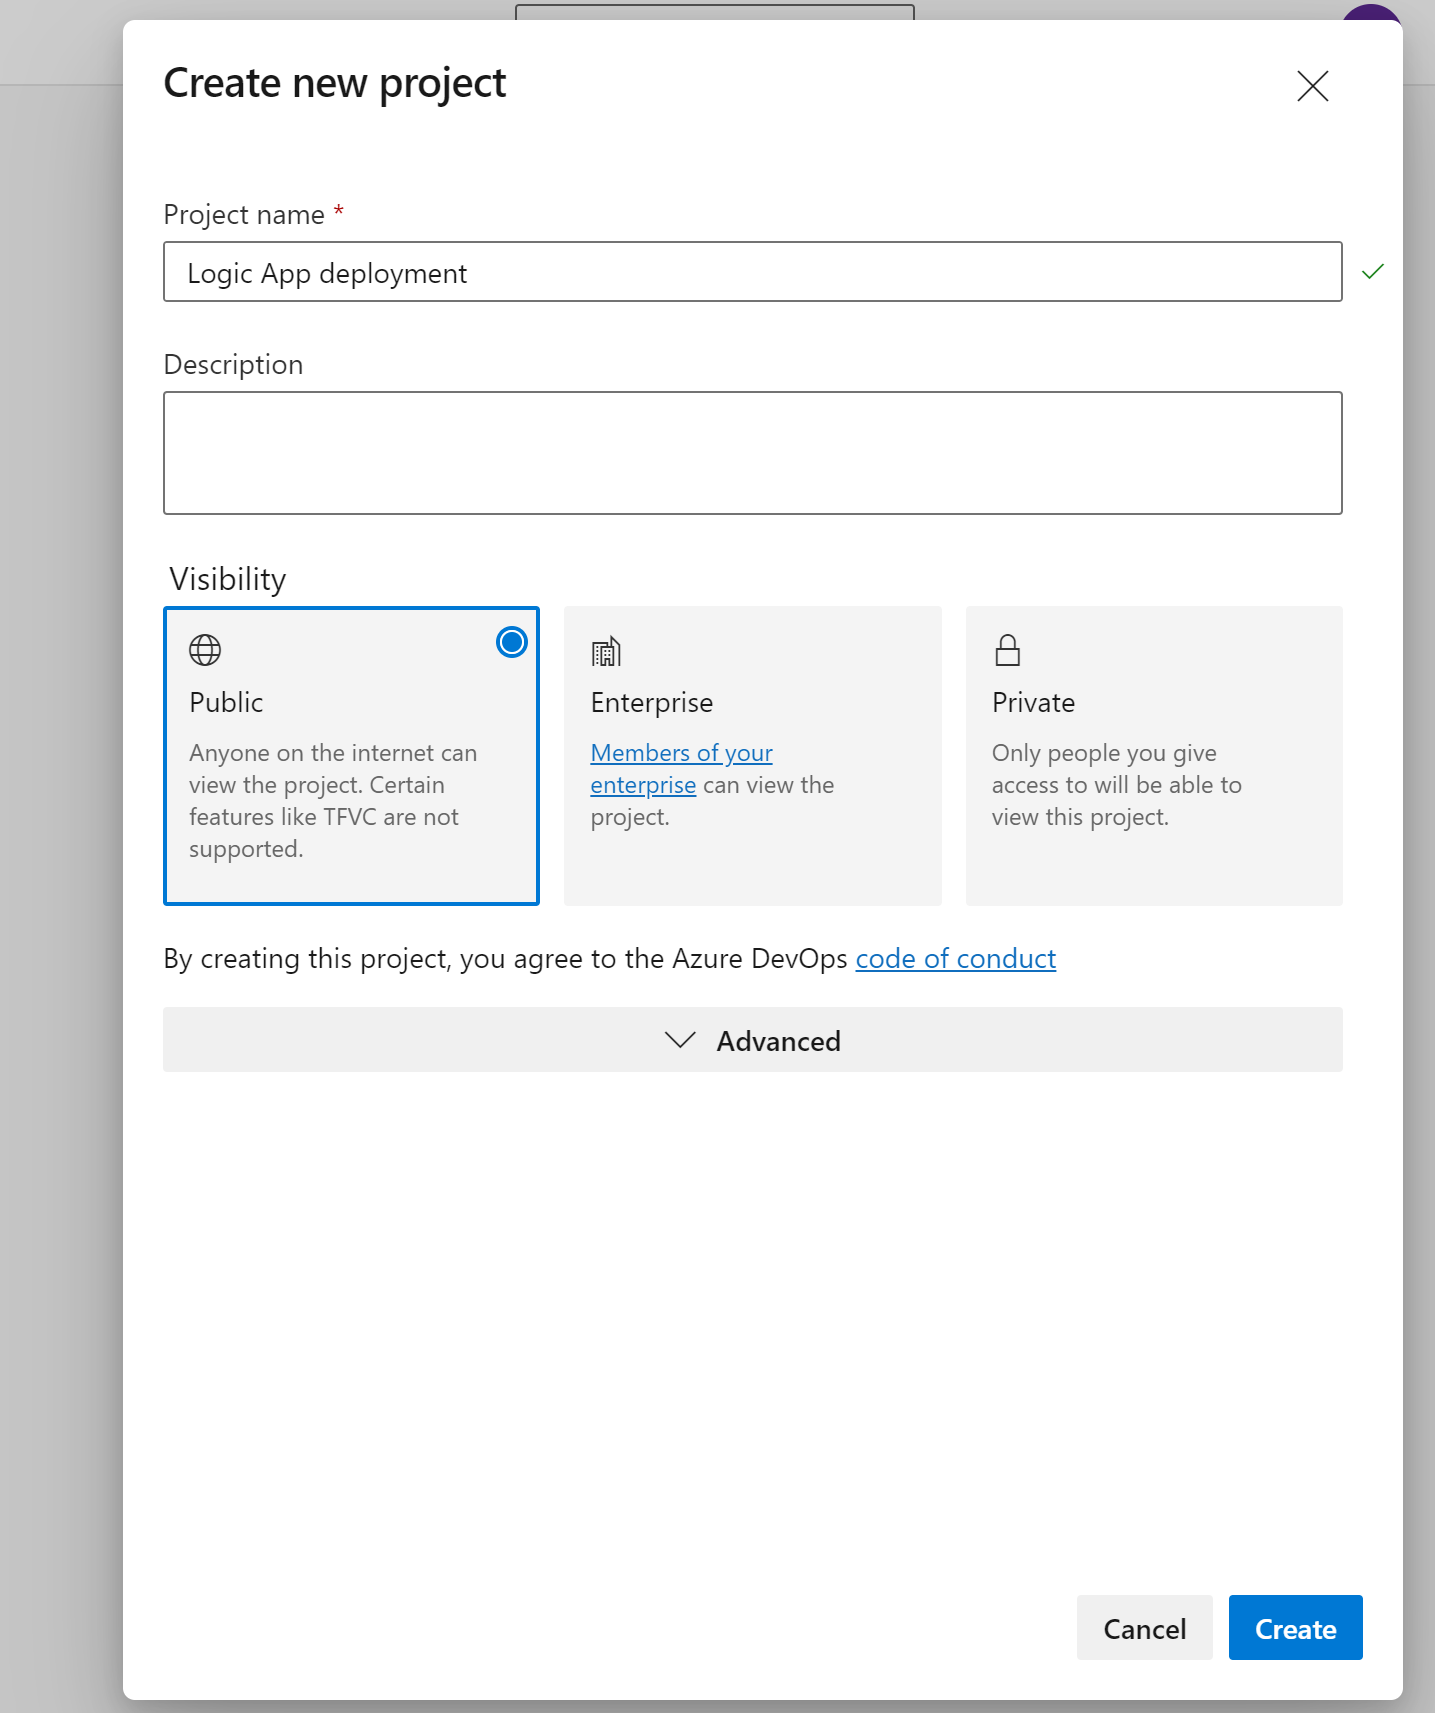 Create new project
Project name *
Logic App deployment
Description
Visibility
Public
Anyone on the internet can
view the project. Certain
features like TFVC are not
supported.
Enterprise
Members of your
enterprise can view the
project.
Private
Only people you give
access to will be able to
view this project.
By creating this project, you agree to the Azure DevOps code of conduct
Advanced
Cancel
Create